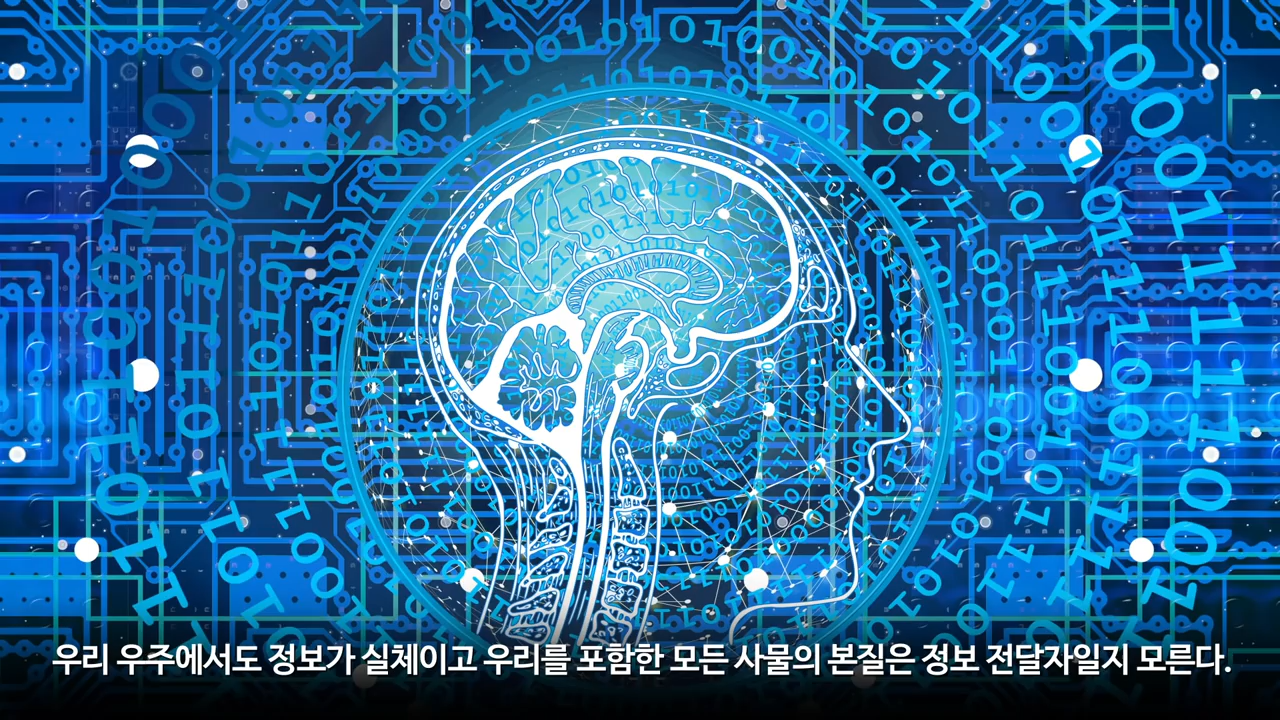 우리 우주에서도 정보가 실체이고 우리를 포함한 모든 사물의 본질은 정보 전달자일지 모른다.